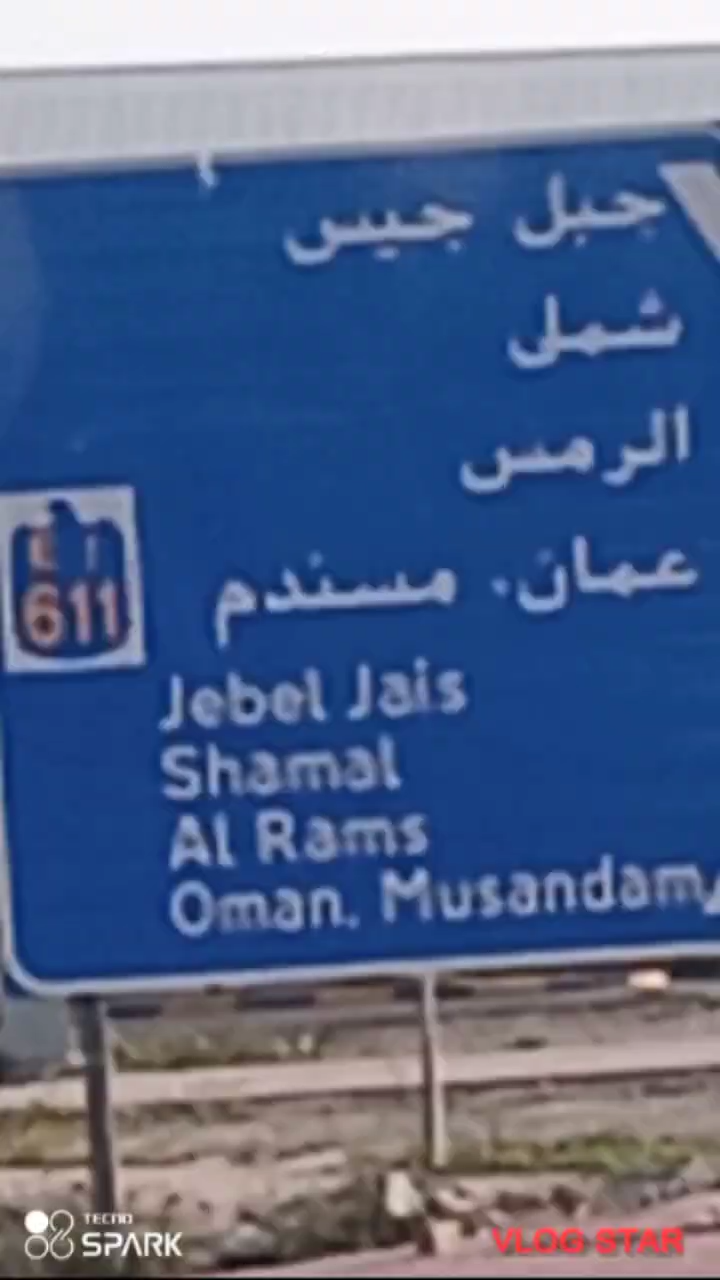 جبل جيس
شمل
الرمس
عمان، مسندم
E
611
Jebel Jais
Shamal
Al Rams
Oman, Musandam
TECNO
SPARK
VLOG STAR